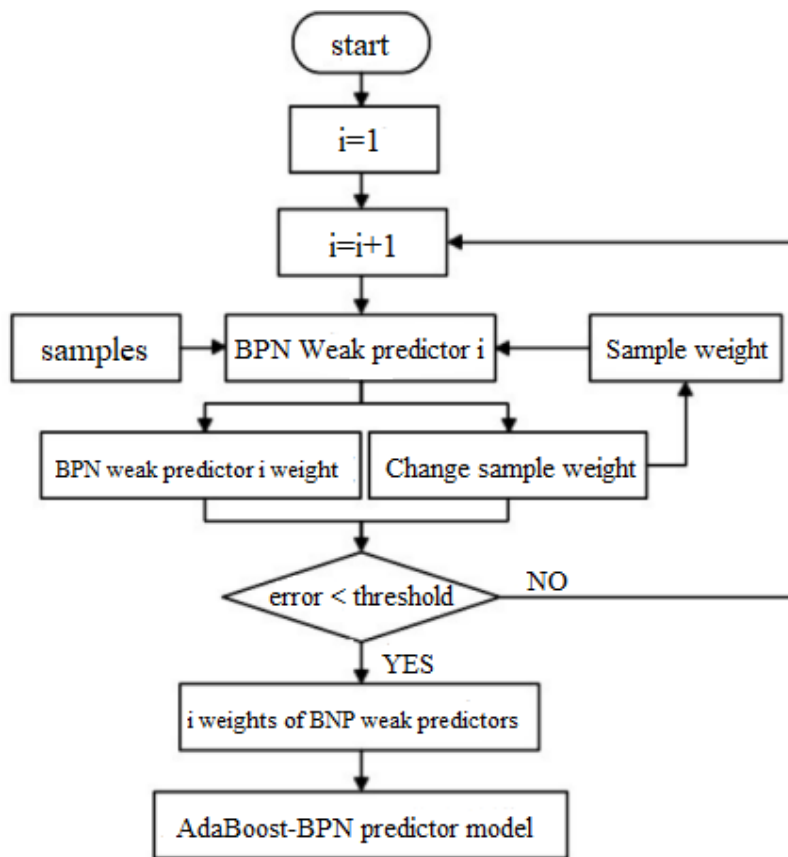 start
i=1
i=i+1
samples
BPN Weak predictor i
Sample weight
BPN weak predictor i weight
Change sample weight
error < threshold
NO
YES
i weights of BNP weak predictors
AdaBoost-BPN predictor model